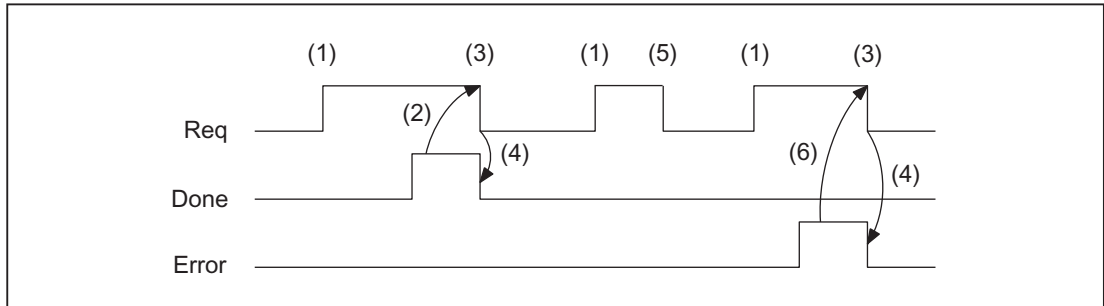 (1) (3) (1) (5) (1) (3)
(2)
Req
(6)
(4) (4)
Done
Error